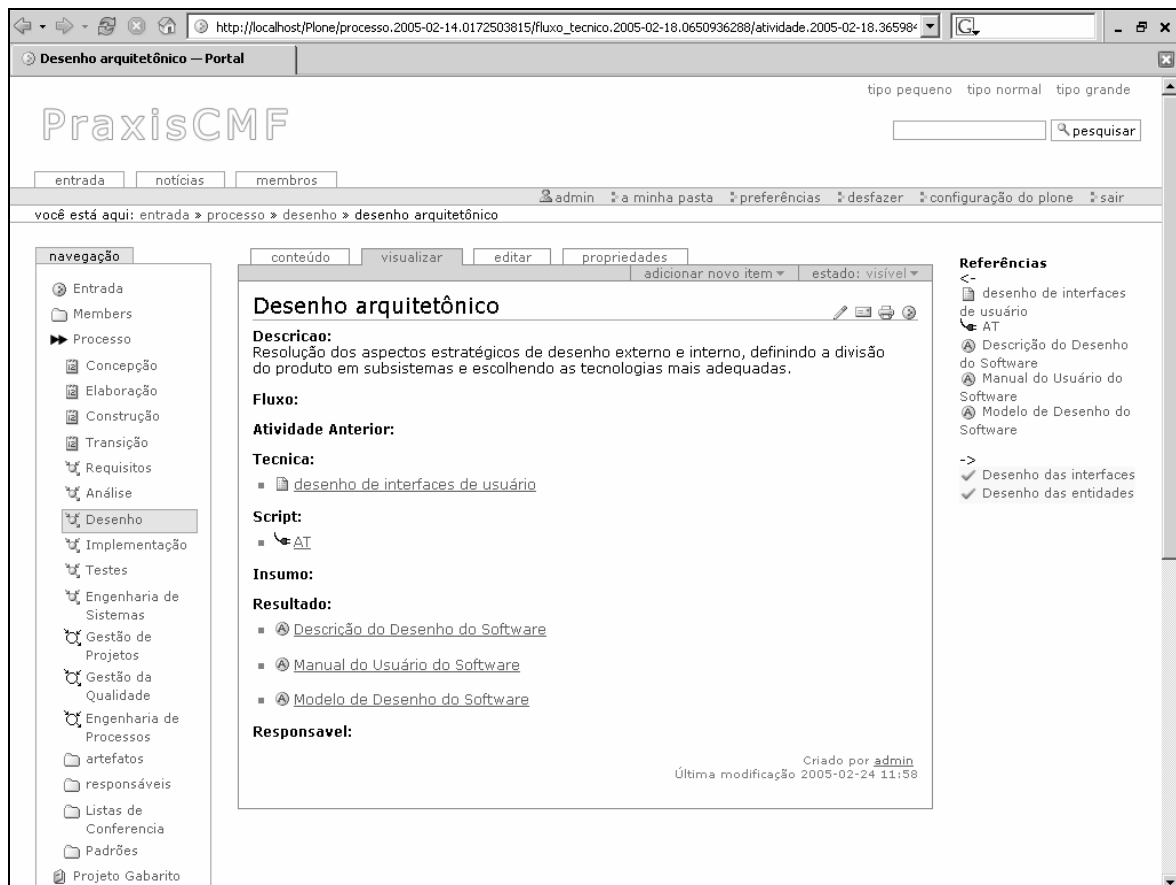 http://localhost/Plone/processo.2005-02-14.0172503815/fluxo_tecnico.2005-02-18.0650936288/atividade.2005-02-18.36598
G
Desenho arquitetônico — Portal
tipo pequeno tipo normal tipo grande
PraxisCMF
pesquisar
entrada notícias membros
admin a minha pasta preferências desfazer configuração do plone sair
você está aqui: entrada » processo » desenho » desenho arquitetônico
navegação
Entrada
Members
Processo
Concepção
Elaboração
Construção
Transição
Requisitos
Análise
Desenho
Implementação
Testes
Engenharia de
Sistemas
Gestão de
Projetos
Gestão da
Qualidade
Engenharia de
Processos
artefatos
responsáveis
Listas de
Conferencia
Padrões
Projeto Gabarito
conteúdo visualizar editar propriedades
adicionar novo item estado: visível
Desenho arquitetônico
Descricao:
Resolução dos aspectos estratégicos de desenho externo e interno, definindo a divisão
do produto em subsistemas e escolhendo as tecnologias mais adequadas.
Fluxo:
Atividade Anterior:
Tecnica:
desenho de interfaces de usuário
Script:
AT
Insumo:
Resultado:
Descrição do Desenho do Software
Manual do Usuário do Software
Modelo de Desenho do Software
Responsavel:
Criado por admin
Última modificação 2005-02-24 11:58
Referências
<-
desenho de interfaces
de usuário
AT
Descrição do Desenho
do Software
Manual do Usuário do
Software
Modelo de Desenho do
Software
->
Desenho das interfaces
Desenho das entidades